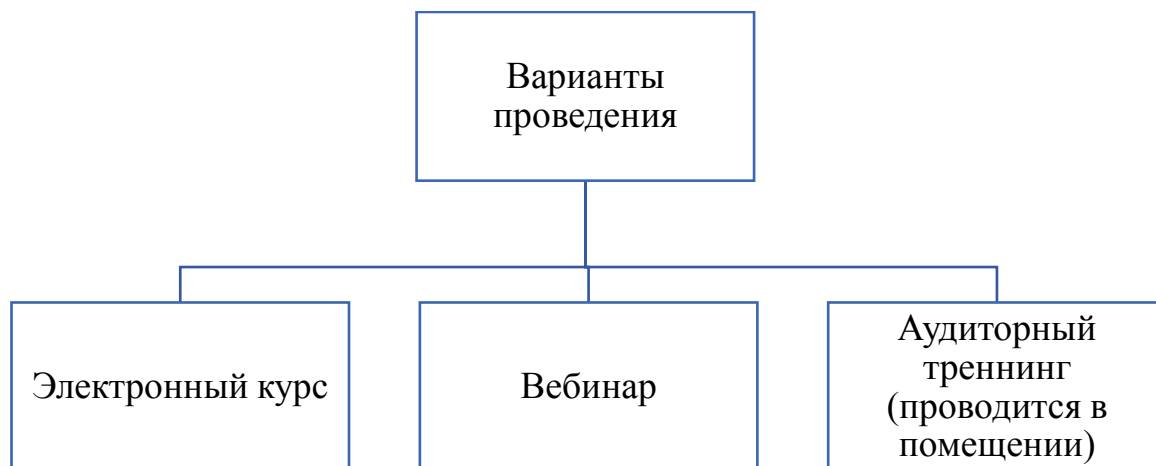 Варианты
проведения
Электронный курс
Вебинар
Аудиторный
треннинг
(проводится в
помещении)